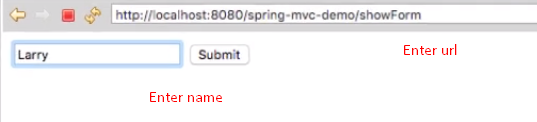 http://localhost:8080/spring-mvc-demo/showForm
Larry Submit Enter url
Enter name